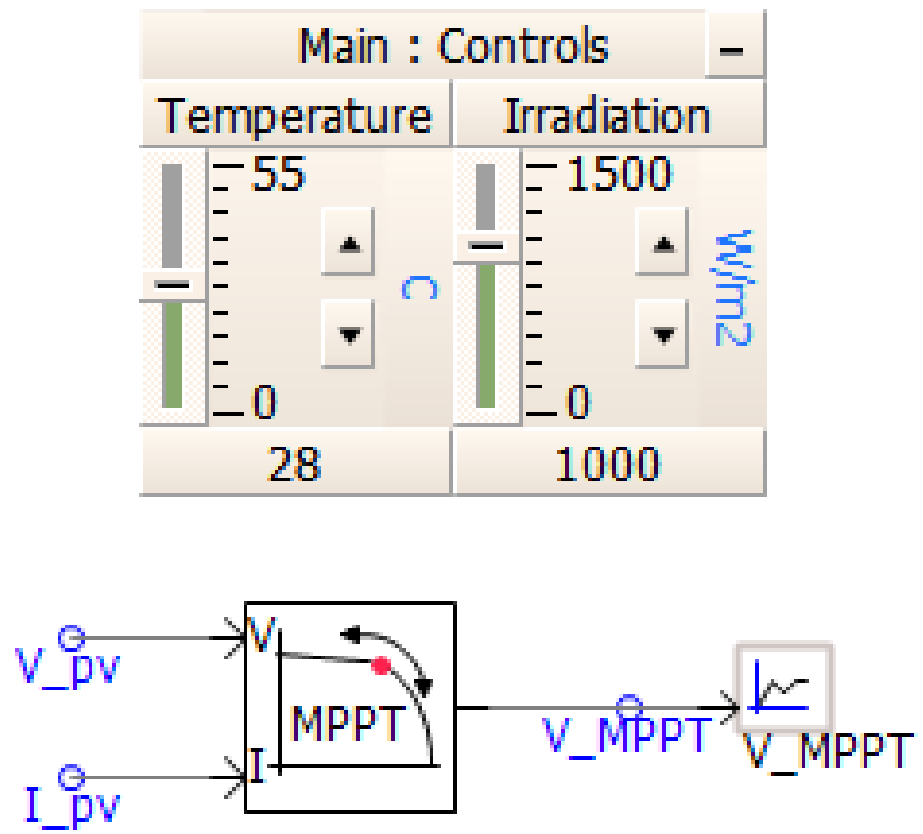 Main : Controls
Temperature
Irradiation
55
0
C
28
1500
0
W/m2
1000
V_pv
I_pv
V
MPPT
I
V_MPPT
V_MPPT